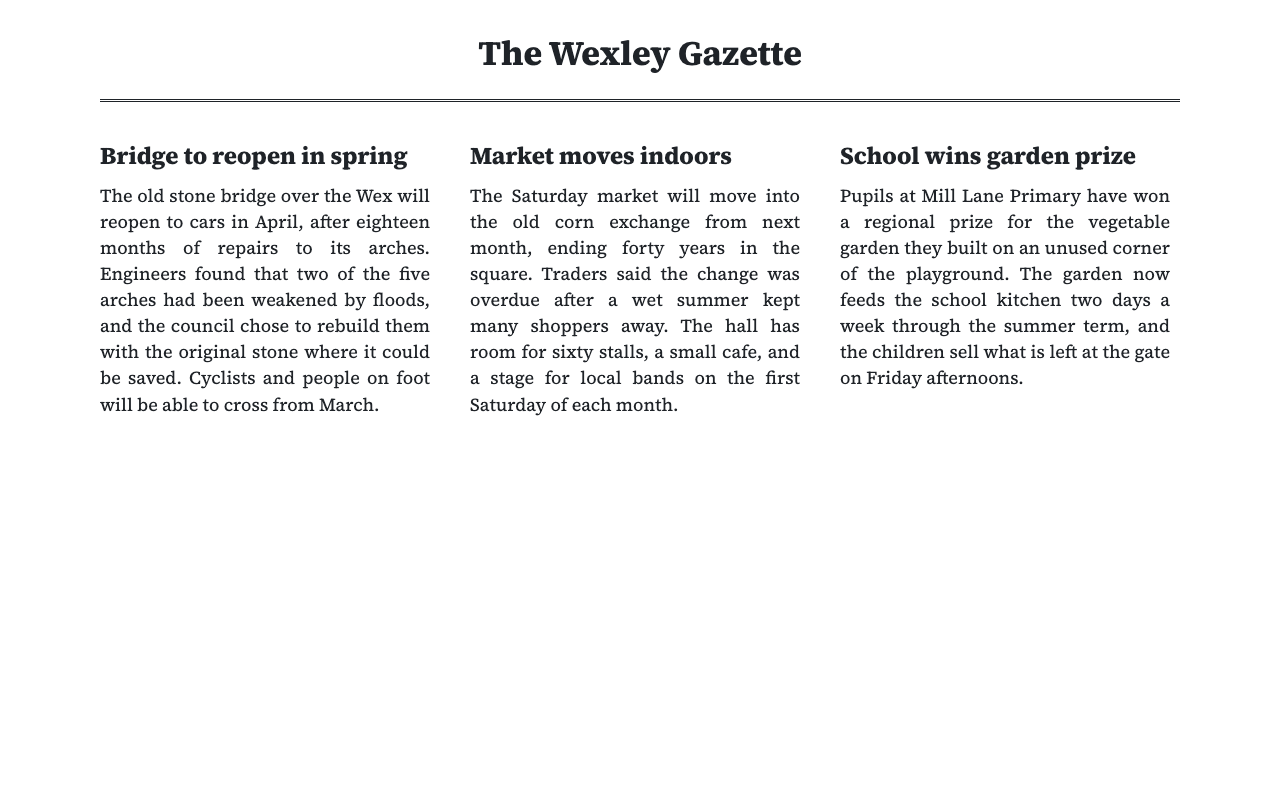 The Wexley Gazette
Bridge to reopen in spring
The old stone bridge over the Wex will
reopen to cars in April, after eighteen
months of repairs to its arches.
Engineers found that two of the five
arches had been weakened by floods,
and the council chose to rebuild them
with the original stone where it could
be saved. Cyclists and people on foot
will be able to cross from March.
Market moves indoors
The Saturday market will move into
the old corn exchange from next
month, ending forty years in the
square. Traders said the change was
overdue after a wet summer kept
many shoppers away. The hall has
room for sixty stalls, a small cafe, and
a stage for local bands on the first
Saturday of each month.
School wins garden prize
Pupils at Mill Lane Primary have won
a regional prize for the vegetable
garden they built on an unused corner
of the playground. The garden now
feeds the school kitchen two days a
week through the summer term, and
the children sell what is left at the gate
on Friday afternoons.